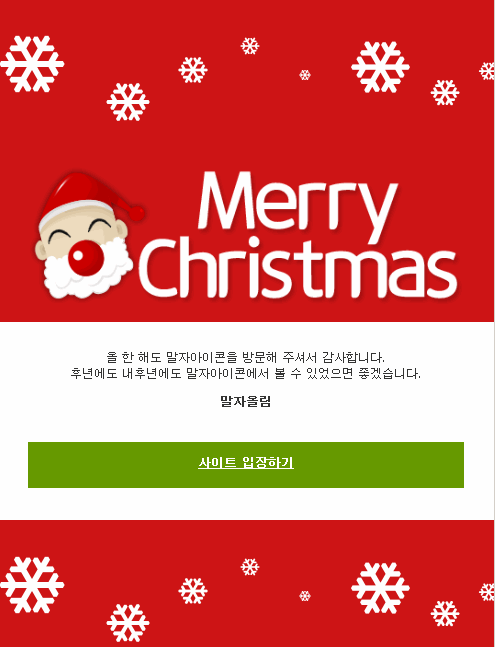 Merry
Christmas
올 한 해도 말자아이콘을 방문해 주셔서 감사합니다.
후년에도 내후년에도 말자아이콘에서 볼 수 있었으면 좋겠습니다.
말자올림
사이트 입장하기